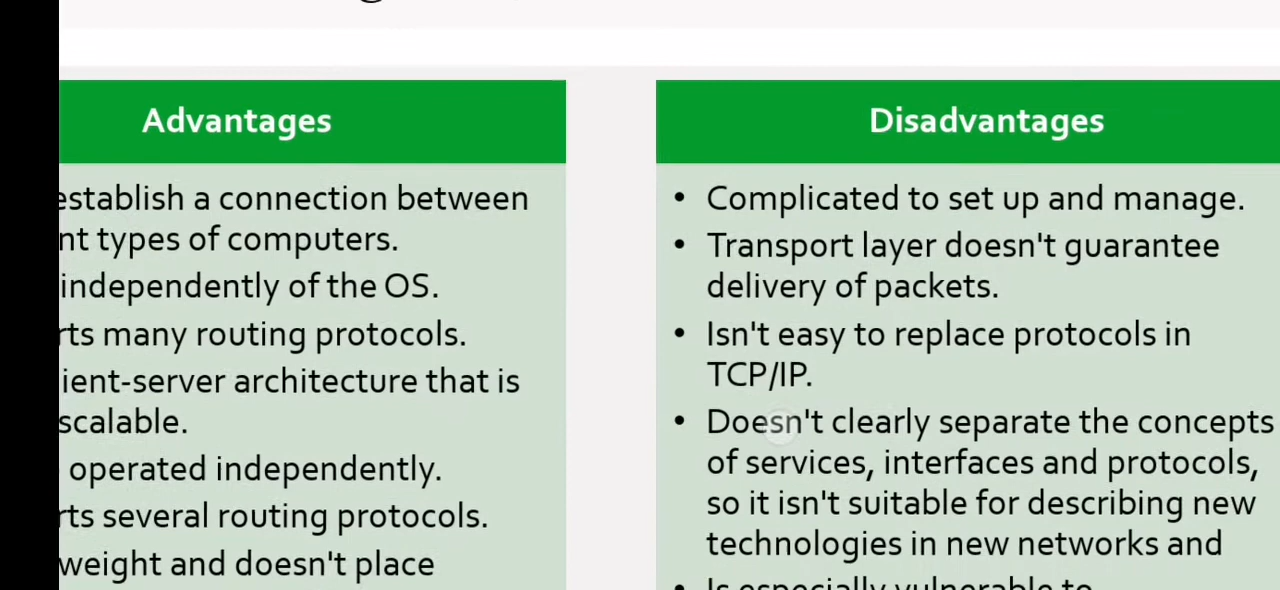 Advantages
establish a connection between
nt types of computers.
independently of the OS.
rts many routing protocols.
ient-server architecture that is
scalable.
operated independently.
rts several routing protocols.
weight and doesn't place
Disadvantages
• Complicated to set up and manage.
• Transport layer doesn't guarantee
delivery of packets.
• Isn't easy to replace protocols in
TCP/IP.
• Doesn't clearly separate the concepts
of services, interfaces and protocols,
so it isn't suitable for describing new
technologies in new networks and
• Is especially vulnerable to